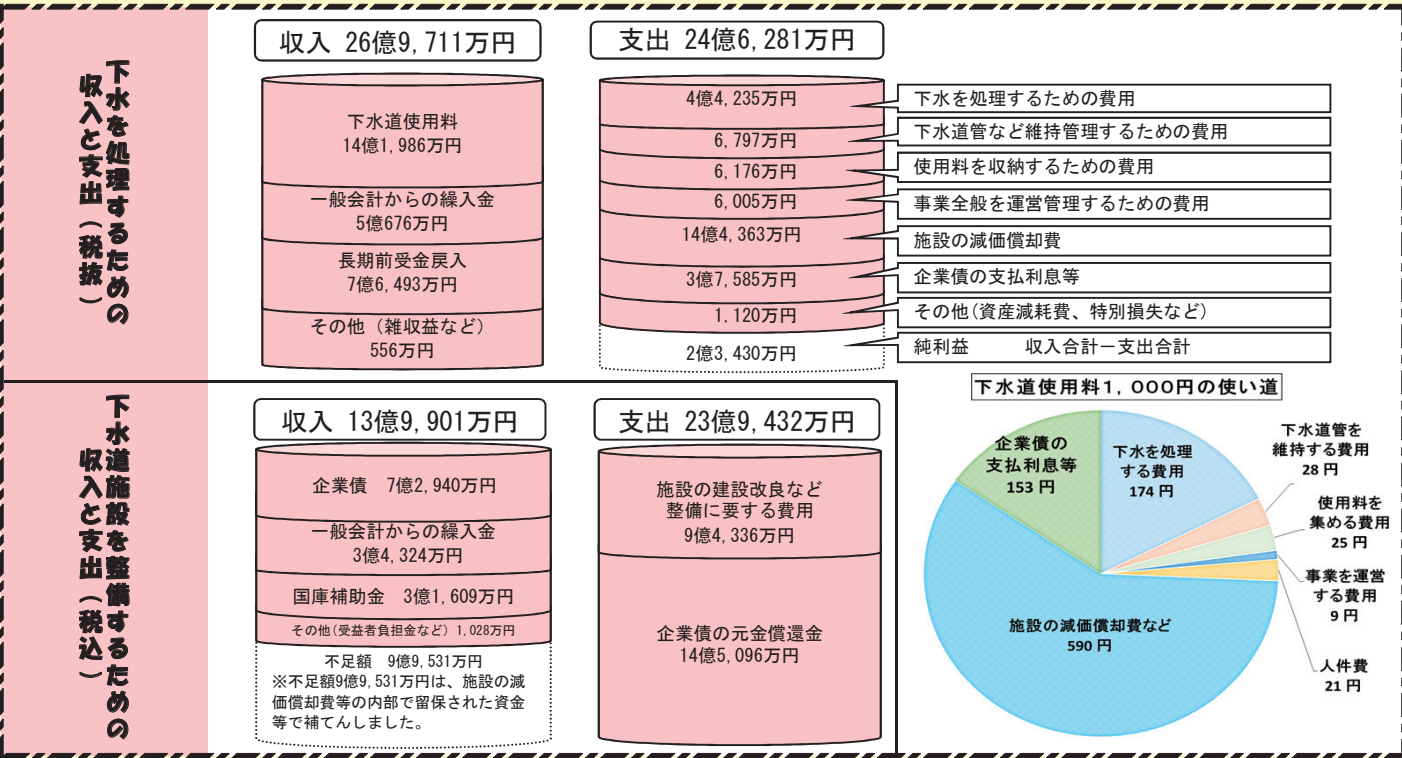 下水を処理するための
収入と支出（税抜）
収入 26億9,711万円
下水道使用料
14億1,986万円
一般会計からの繰入金
5億676万円
長期前受金戻入
7億6,493万円
その他（雑収益など）
556万円
支出 24億6,281万円
4億4,235万円
下水を処理するための費用
6,797万円
下水道管など維持管理するための費用
6,176万円
使用料を収納するための費用
6,005万円
事業全般を運営管理するための費用
14億4,363万円
施設の減価償却費
3億7,585万円
企業債の支払利息等
1,120万円
その他(資産減耗費、特別損失など)
2億3,430万円
純利益　　収入合計－支出合計
下水道施設を整備するための
収入と支出（税込）
収入 13億9,901万円
企業債　7億2,940万円
一般会計からの繰入金
3億4,324万円
国庫補助金　3億1,609万円
その他(受益者負担金など) 1,028万円
不足額　9億9,531万円
※不足額9億9,531万円は、施設の減
価償却費等の内部で留保された資金
等で補てんしました。
支出 23億9,432万円
施設の建設改良など
整備に要する費用
9億4,336万円
企業債の元金償還金
14億5,096万円
下水道使用料1,000円の使い道
下水を処理
する費用
174 円
下水道管を
維持する費用
28 円
使用料を
集める費用
25 円
事業を運営
する費用
9 円
人件費
21 円
施設の減価償却費など
590 円
企業債の
支払利息等
153 円